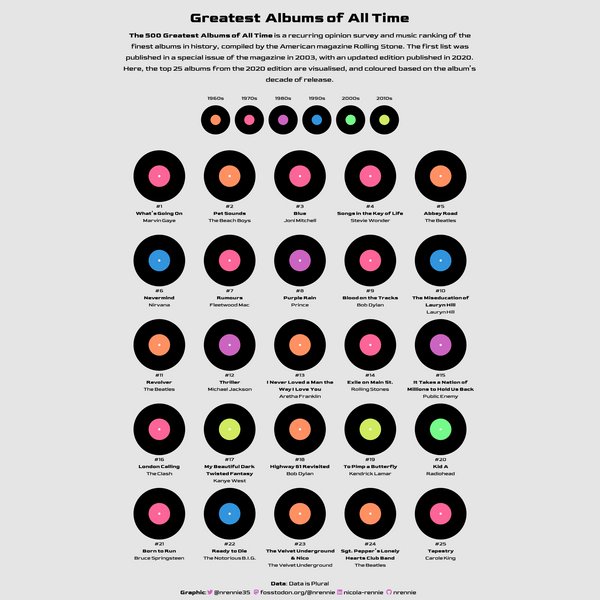 Greatest Albums of All Time
The 500 Greatest Albums of All Time is a recurring opinion survey and music ranking of the
finest albums in history, compiled by the American magazine Rolling Stone. The first list was
published in a special issue of the magazine in 2003, with an updated edition published in 2020.
Here, the top 25 albums from the 2020 edition are visualised, and coloured based on the album's
decade of release.
1960s 1970s 1980s 1990s 2000s 2010s
#1
What's Going On
Marvin Gaye
#2
Pet Sounds
The Beach Boys
#3
Blue
Joni Mitchell
#4
Songs in the Key of Life
Stevie Wonder
#5
Abbey Road
The Beatles
#6
Nevermind
Nirvana
#7
Rumours
Fleetwood Mac
#8
Purple Rain
Prince
#9
Blood on the Tracks
Bob Dylan
#10
The Miseducation of
Lauryn Hill
Lauryn Hill
#11
Revolver
The Beatles
#12
Thriller
Michael Jackson
#13
I Never Loved a Man the
Way I Love You
Aretha Franklin
#14
Exile on Main St.
Rolling Stones
#15
It Takes a Nation of
Millions to Hold Us Back
Public Enemy
#16
London Calling
The Clash
#17
My Beautiful Dark
Twisted Fantasy
Kanye West
#18
Highway 61 Revisited
Bob Dylan
#19
To Pimp a Butterfly
Kendrick Lamar
#20
Kid A
Radiohead
#21
Born to Run
Bruce Springsteen
#22
Ready to Die
The Notorious B.I.G.
#23
The Velvet Underground
& Nico
The Velvet Underground
#24
Sgt. Pepper's Lonely
Hearts Club Band
The Beatles
#25
Tapestry
Carole King
Data: Data is Plural
Graphic: @nrennie35 fosstodon.org/@nrennie nicola-rennie nrennie